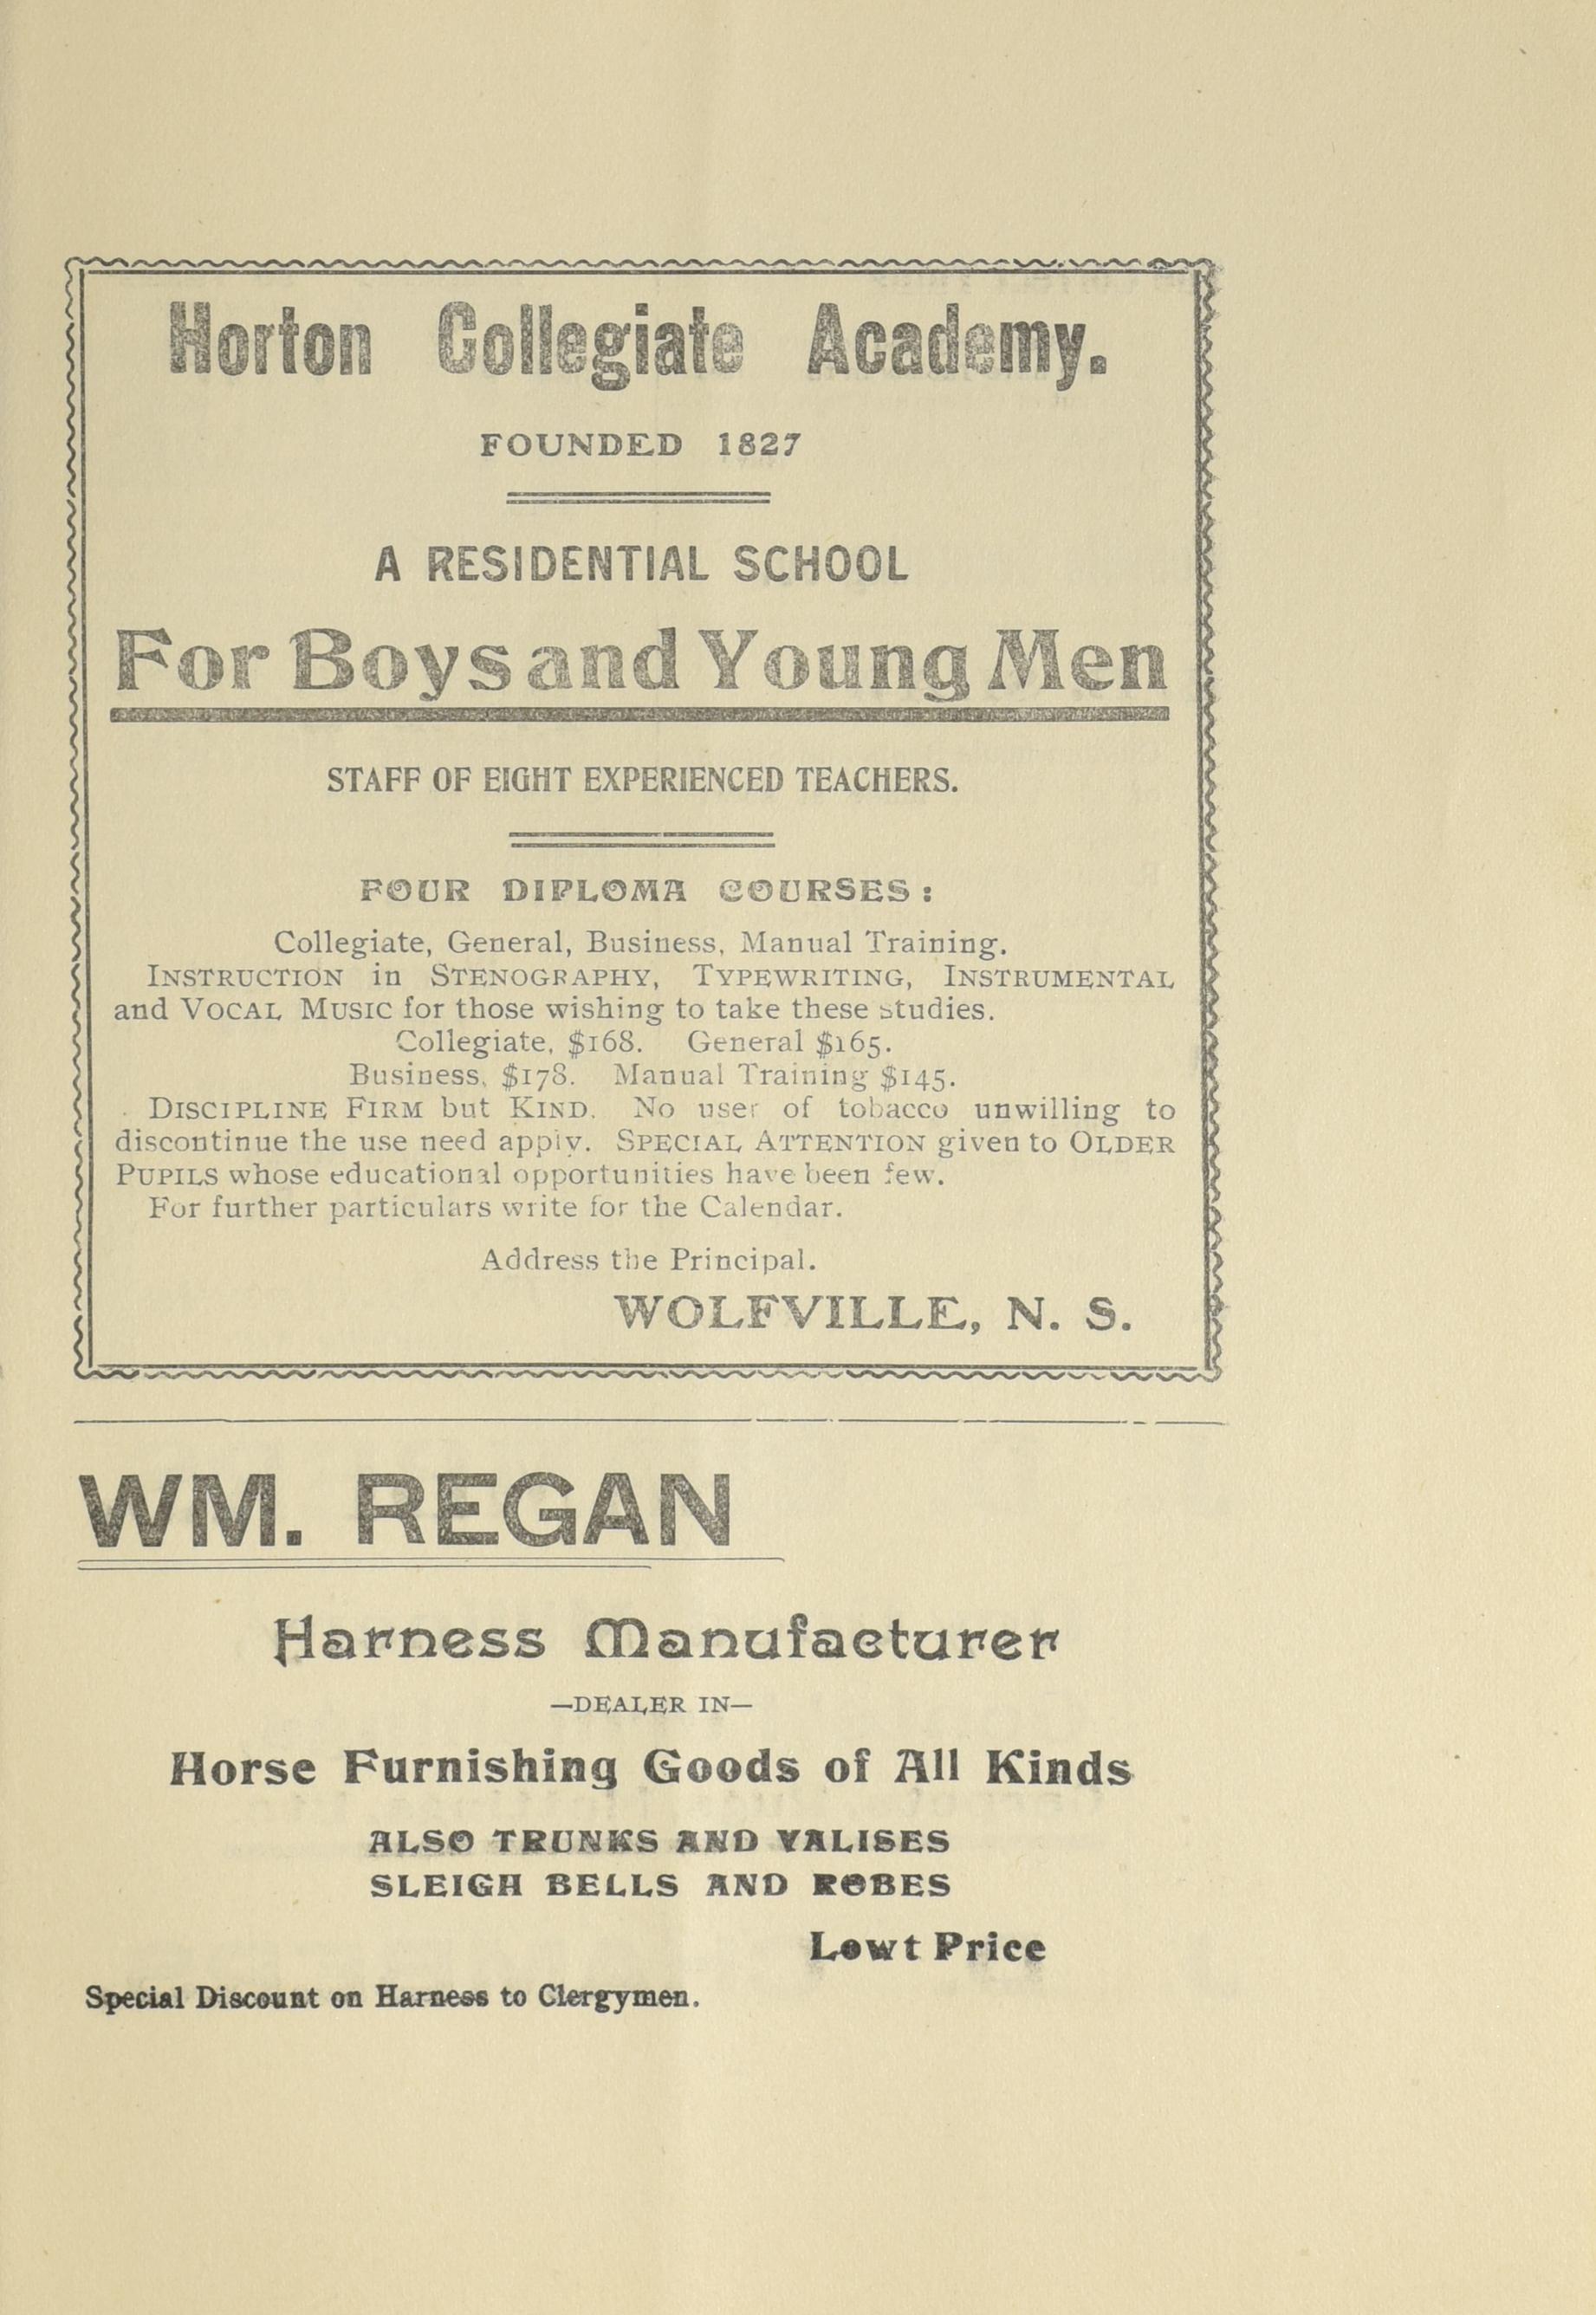 Horton Collegiate Academy.
FOUNDED 1827
A RESIDENTIAL SCHOOL
For Boys and Young Men
STAFF OF EIGHT EXPERIENCED TEACHERS.
FOUR DIPLOMA COURSES:
Collegiate, General, Business, Manual Training.
INSTRUCTION in STENOGRAPHY, TYPEWRITING, INSTRUMENTAL
and VOCAL MUSIC for those wishing to take these studies.
Collegiate, $168. General $165.
Business, $178. Manual Training $145.
DISCIPLINE FIRM but KIND. No user of tobacco unwilling to
discontinue the use need apply. SPECIAL ATTENTION given to OLDER
PUPILS whose educational opportunities have been few.
For further particulars write for the Calendar.
Address the Principal.
WOLFVILLE, N. S.
WM. REGAN
Harness Manufacturer
—DEALER IN—
Horse Furnishing Goods of All Kinds
ALSO TRUNKS AND VALISES
SLEIGH BELLS AND ROBES
Lowt Price
Special Discount on Harness to Clergymen.